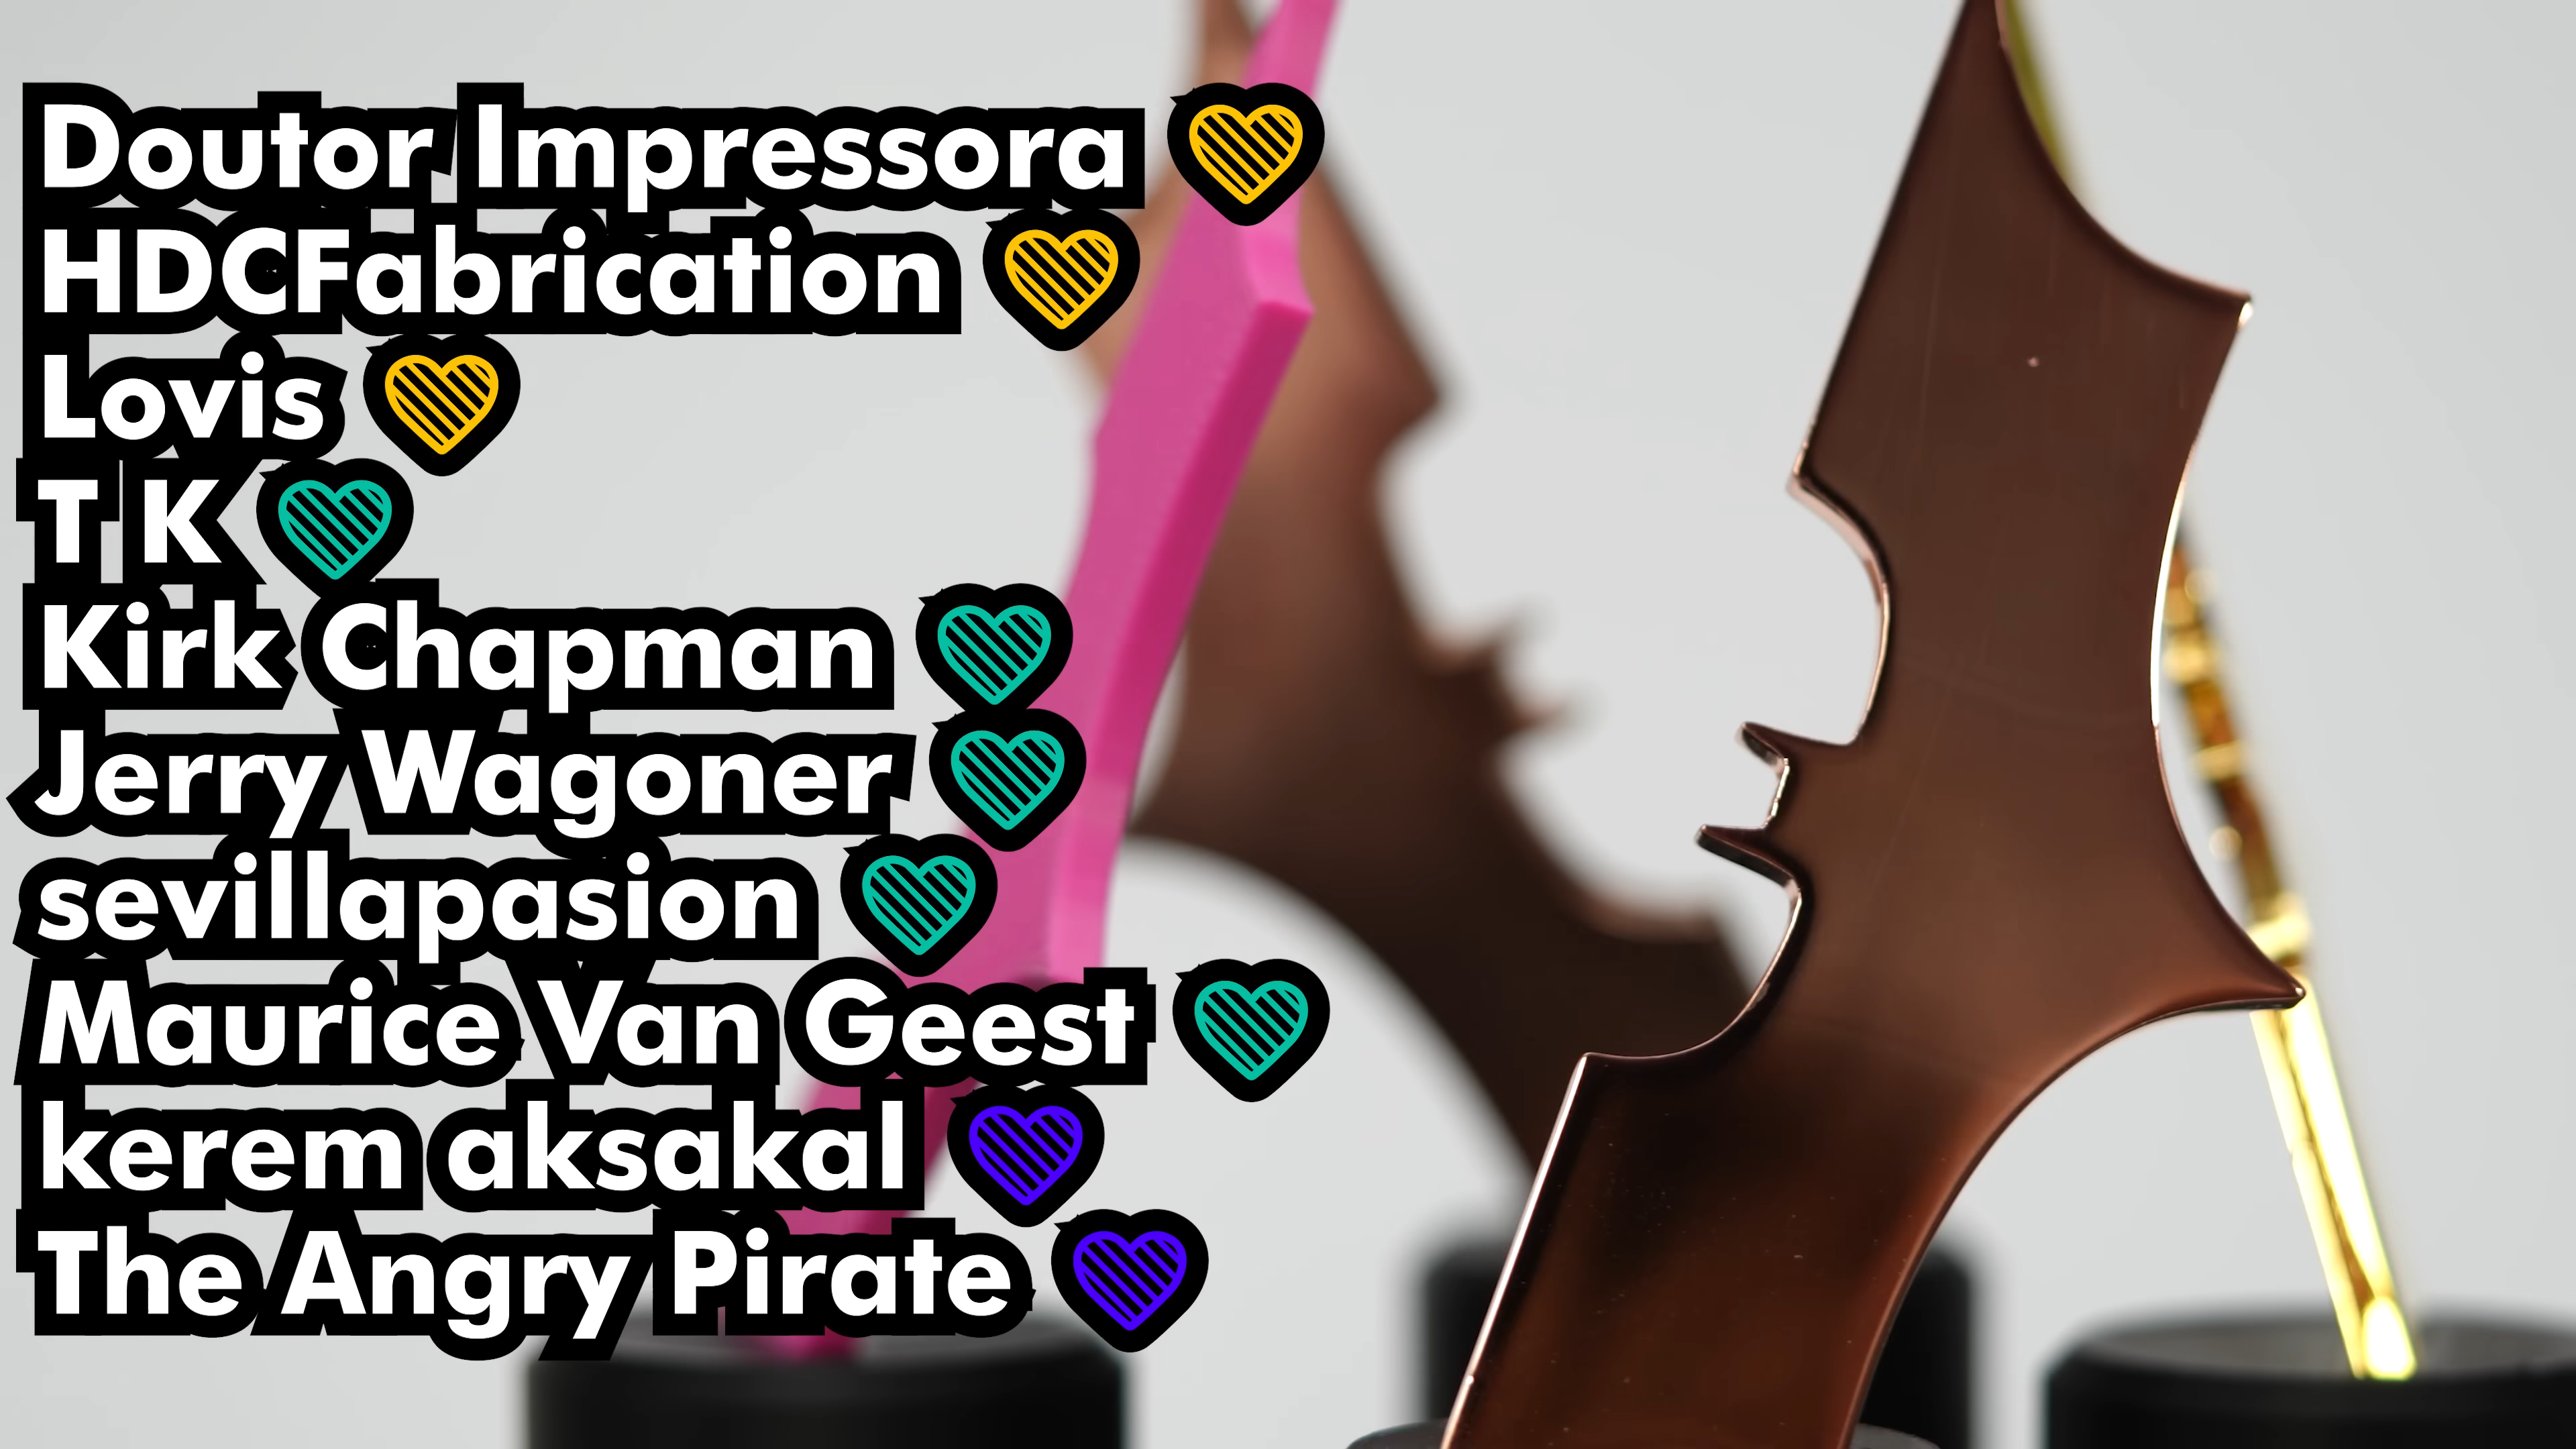 Doutor Impressora
HDCFabrication
Lovis
T K
Kirk Chapman
Jerry Wagoner
sevillapasion
Maurice Van Geest
kerem aksakal
The Angry Pirate